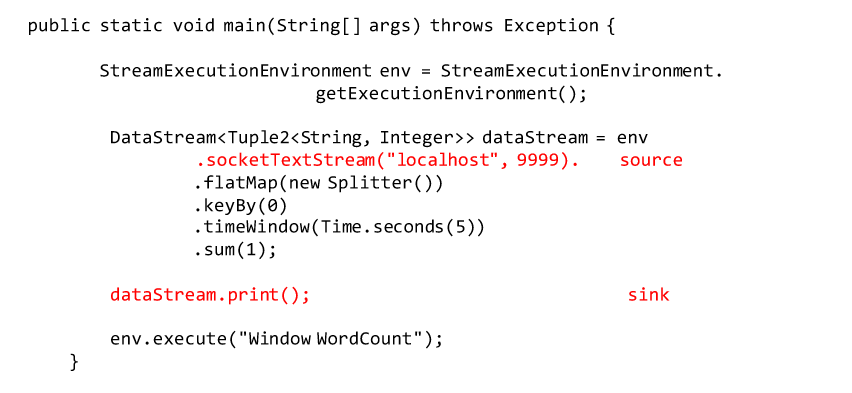 public static void main(String[] args) throws Exception {
StreamExecutionEnvironment env = StreamExecutionEnvironment.
getExecutionEnvironment();
DataStream<Tuple2<String, Integer>> dataStream = env
.socketTextStream("localhost", 9999). source
.flatMap(new Splitter())
.keyBy(0)
.timeWindow(Time.seconds(5))
.sum(1);
dataStream.print(); sink
env.execute("Window WordCount");
}